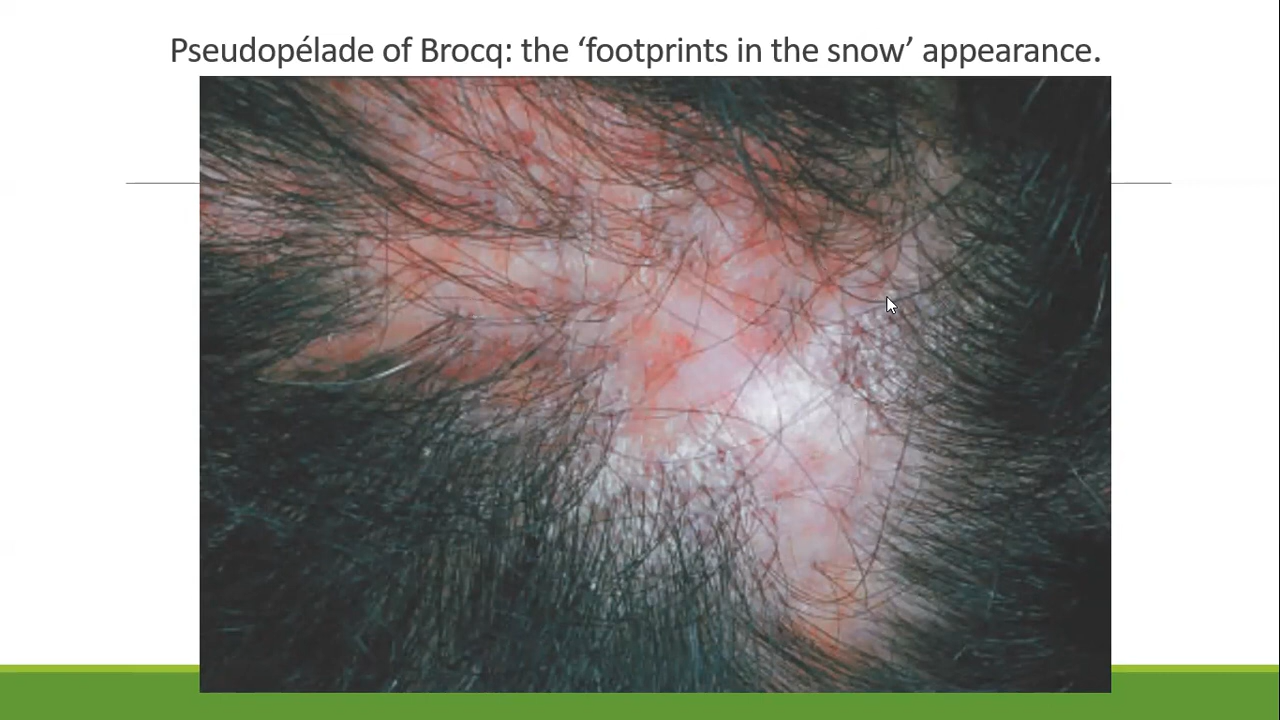 Pseudopélade of Brocq: the ‘footprints in the snow’ appearance.